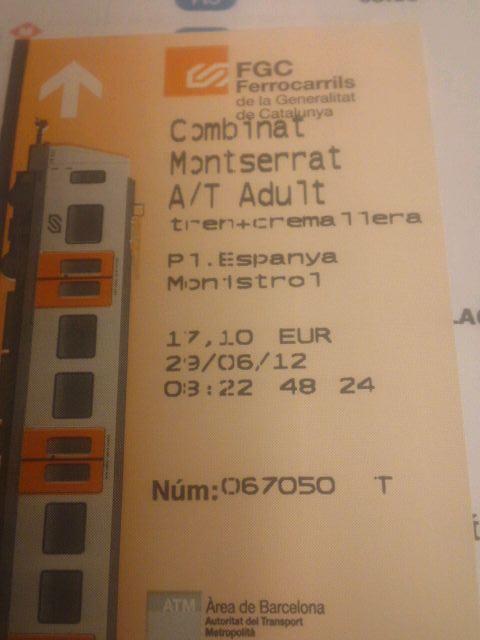 FGC
Ferrocarrils
de la Generalitat
de Catalunya
Combinat
Montserrat
A/T Adult
tren+cremallera
Pl.Espanya
Monistrol
17,10 EUR
29/06/12
08:22 48 24
Núm:067050 T
ATM Àrea de Barcelona
Autoritat del Transport
Metropolità